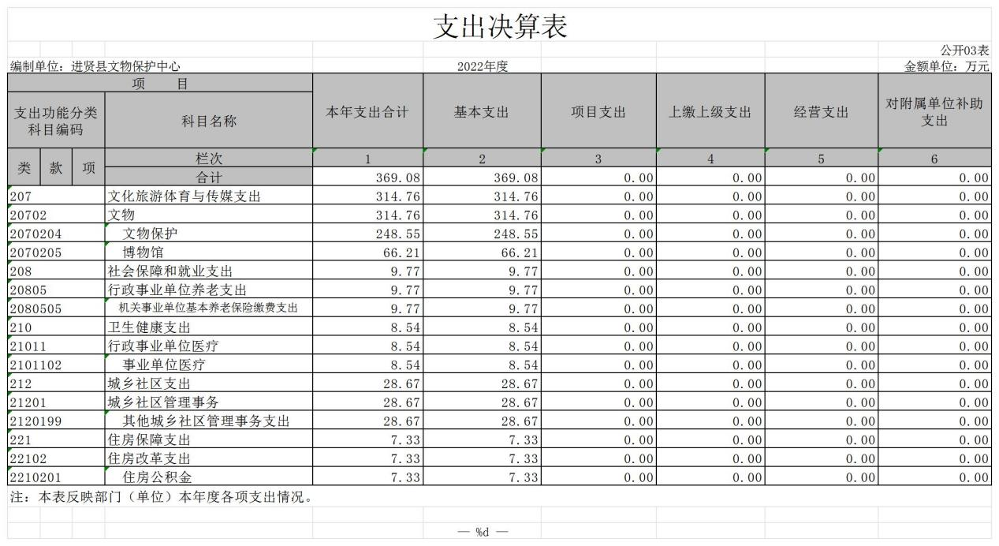 支出决算表
公开03表
编制单位：进贤县文物保护中心 2022年度 金额单位：万元
项 目 本年支出合计 基本支出 项目支出 上缴上级支出 经营支出 对附属单位补助支出
支出功能分类科目编码 科目名称
类 款 项 栏次 1 2 3 4 5 6
合计 369.08 369.08 0.00 0.00 0.00 0.00
207 文化旅游体育与传媒支出 314.76 314.76 0.00 0.00 0.00 0.00
20702 文物 314.76 314.76 0.00 0.00 0.00 0.00
2070204 文物保护 248.55 248.55 0.00 0.00 0.00 0.00
2070205 博物馆 66.21 66.21 0.00 0.00 0.00 0.00
208 社会保障和就业支出 9.77 9.77 0.00 0.00 0.00 0.00
20805 行政事业单位养老支出 9.77 9.77 0.00 0.00 0.00 0.00
2080505 机关事业单位基本养老保险缴费支出 9.77 9.77 0.00 0.00 0.00 0.00
210 卫生健康支出 8.54 8.54 0.00 0.00 0.00 0.00
21011 行政事业单位医疗 8.54 8.54 0.00 0.00 0.00 0.00
2101102 事业单位医疗 8.54 8.54 0.00 0.00 0.00 0.00
212 城乡社区支出 28.67 28.67 0.00 0.00 0.00 0.00
21201 城乡社区管理事务 28.67 28.67 0.00 0.00 0.00 0.00
2120199 其他城乡社区管理事务支出 28.67 28.67 0.00 0.00 0.00 0.00
221 住房保障支出 7.33 7.33 0.00 0.00 0.00 0.00
22102 住房改革支出 7.33 7.33 0.00 0.00 0.00 0.00
2210201 住房公积金 7.33 7.33 0.00 0.00 0.00 0.00
注：本表反映部门（单位）本年度各项支出情况。
— %d —